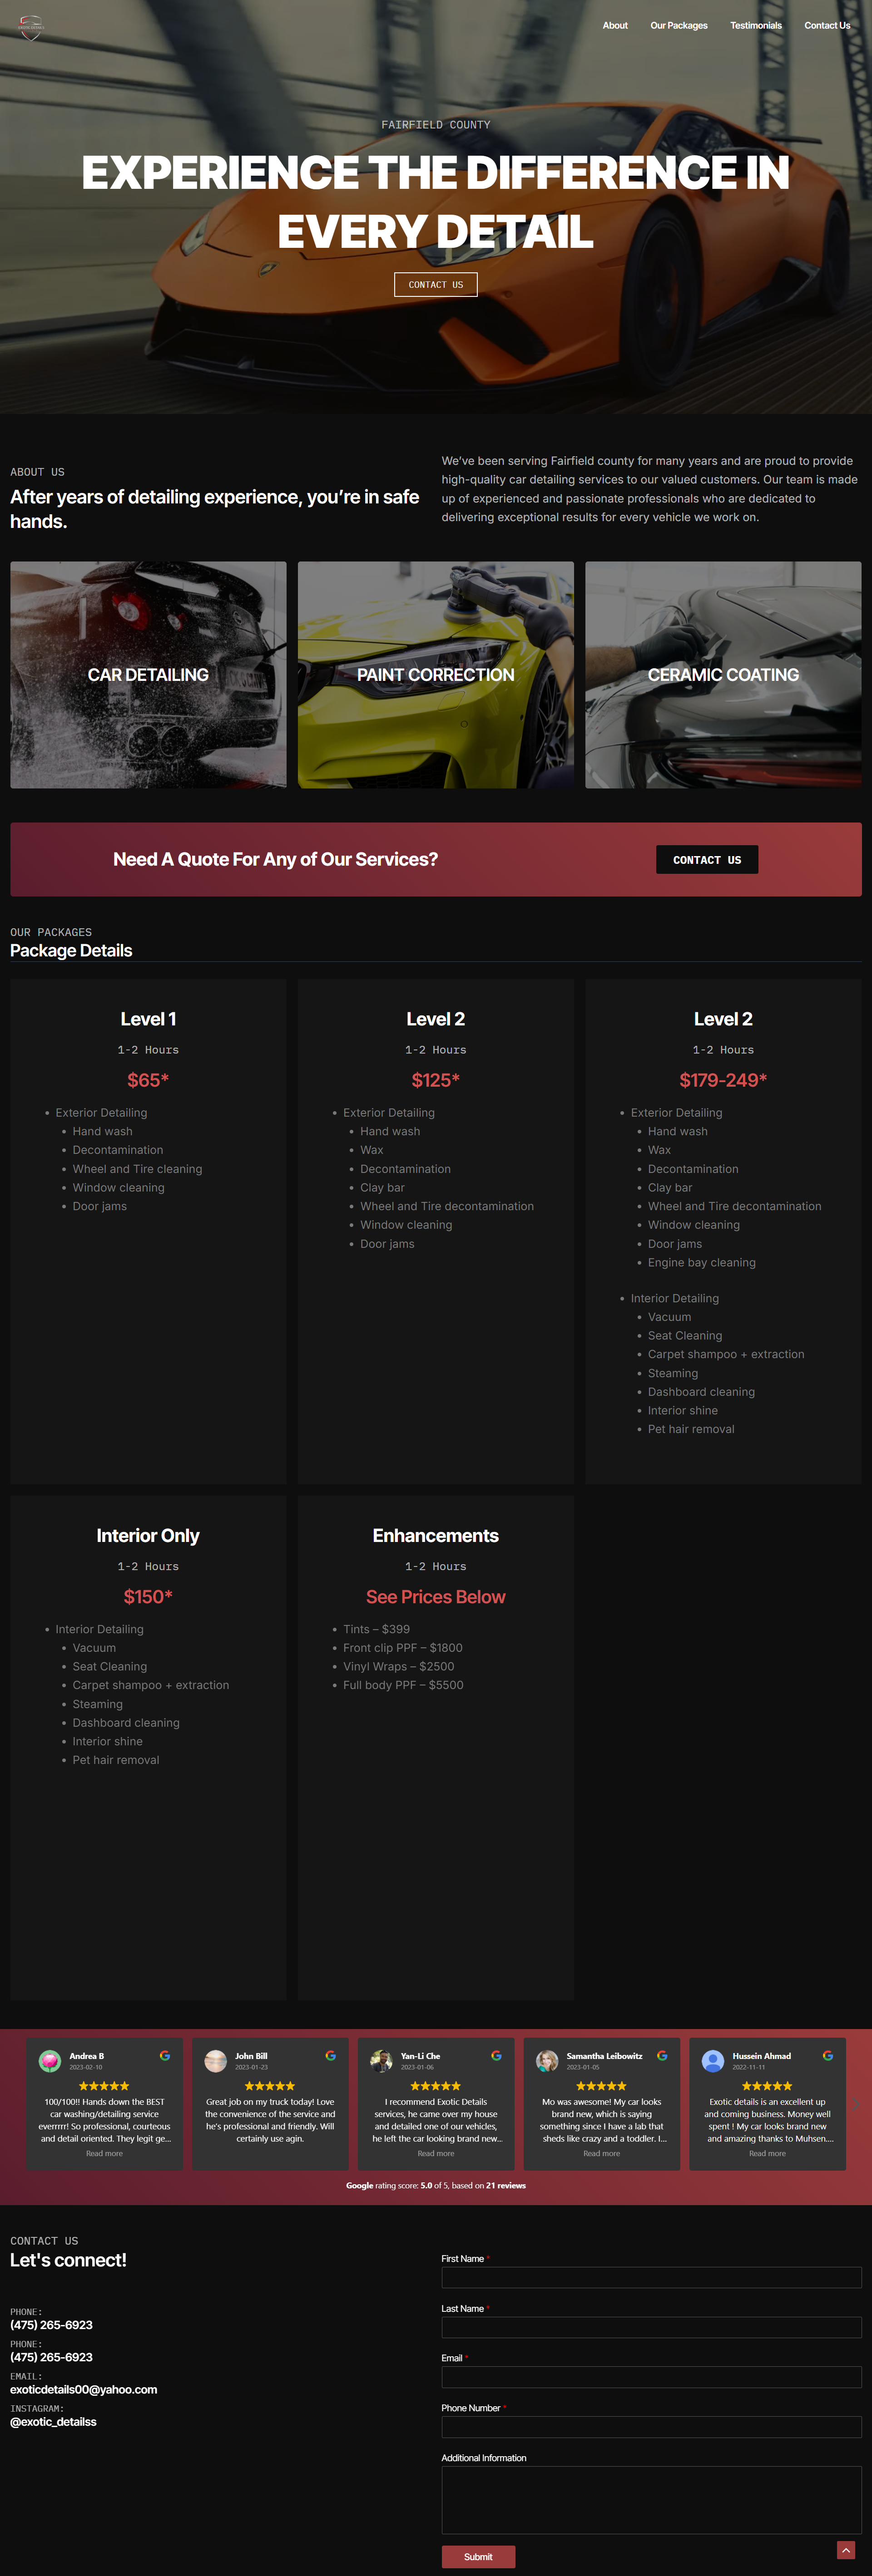 About
Our Packages
Testimonials
Contact Us
FAIRFIELD COUNTY
EXPERIENCE THE DIFFERENCE IN
EVERY DETAIL
CONTACT US
ABOUT US
After years of detailing experience, you’re in safe
hands.
We’ve been serving Fairfield county for many years and are proud to provide
high-quality car detailing services to our valued customers. Our team is made
up of experienced and passionate professionals who are dedicated to
delivering exceptional results for every vehicle we work on.
CAR DETAILING
PAINT CORRECTION
CERAMIC COATING
Need A Quote For Any of Our Services?
CONTACT US
OUR PACKAGES
Package Details
Level 1
1-2 Hours
$65*
Exterior Detailing
Hand wash
Decontamination
Wheel and Tire cleaning
Window cleaning
Door jams
Level 2
1-2 Hours
$125*
Exterior Detailing
Hand wash
Wax
Decontamination
Clay bar
Wheel and Tire decontamination
Window cleaning
Door jams
Level 2
1-2 Hours
$179-249*
Exterior Detailing
Hand wash
Wax
Decontamination
Clay bar
Wheel and Tire decontamination
Window cleaning
Door jams
Engine bay cleaning
Interior Detailing
Vacuum
Seat Cleaning
Carpet shampoo + extraction
Steaming
Dashboard cleaning
Interior shine
Pet hair removal
Interior Only
1-2 Hours
$150*
Interior Detailing
Vacuum
Seat Cleaning
Carpet shampoo + extraction
Steaming
Dashboard cleaning
Interior shine
Pet hair removal
Enhancements
1-2 Hours
See Prices Below
Tints – $399
Front clip PPF – $1800
Vinyl Wraps – $2500
Full body PPF – $5500
Andrea B
2023-02-10
100/100!! Hands down the BEST
car washing/detailing service
everrrrr! So professional, courteous
and detail oriented. They legit ge...
Read more
John Bill
2023-01-23
Great job on my truck today! Love
the convenience of the service and
he's professional and friendly. Will
certainly use agin.
Yan-Li Che
2023-01-06
I recommend Exotic Details
services, he came over my house
and detailed one of our vehicles,
he left the car looking brand new...
Read more
Samantha Leibowitz
2023-01-05
Mo was awesome! My car looks
brand new, which is saying
something since I have a lab that
sheds like crazy and a toddler. I...
Read more
Hussein Ahmad
2022-11-11
Exotic details is an excellent up
and coming business. Money well
spent ! My car looks brand new
and amazing thanks to Muhsen....
Read more
Google rating score: 5.0 of 5, based on 21 reviews
CONTACT US
Let's connect!
PHONE:
(475) 265-6923
PHONE:
(475) 265-6923
EMAIL:
exoticdetails00@yahoo.com
INSTAGRAM:
@exotic_detailss
First Name *
Last Name *
Email *
Phone Number *
Additional Information
Submit